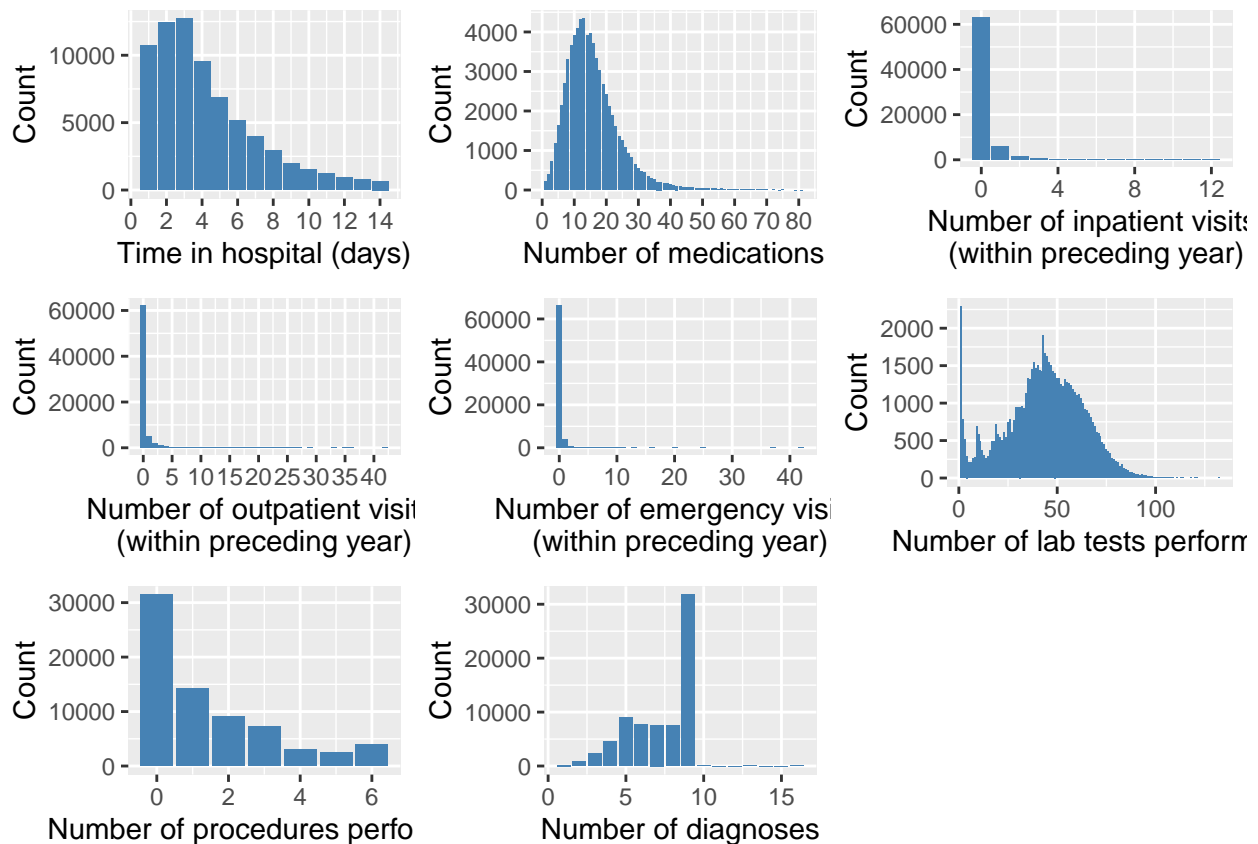 Count
10000
5000
0
0 2 4 6 8 10 12 14
Time in hospital (days)
Count
4000
3000
2000
1000
0
0 10 20 30 40 50 60 70 80
Number of medications
Count
60000
40000
20000
0
0 4 8 12
Number of inpatient visits
(within preceding year)
Count
60000
40000
20000
0
0 5 10 15 20 25 30 35 40
Number of outpatient visit
(within preceding year)
Count
60000
40000
20000
0
0 10 20 30 40
Number of emergency visi
(within preceding year)
Count
2000
1500
1000
500
0
0 50 100
Number of lab tests perform
Count
30000
20000
10000
0
0 2 4 6
Number of procedures perfo
Count
30000
20000
10000
0
0 5 10 15
Number of diagnoses